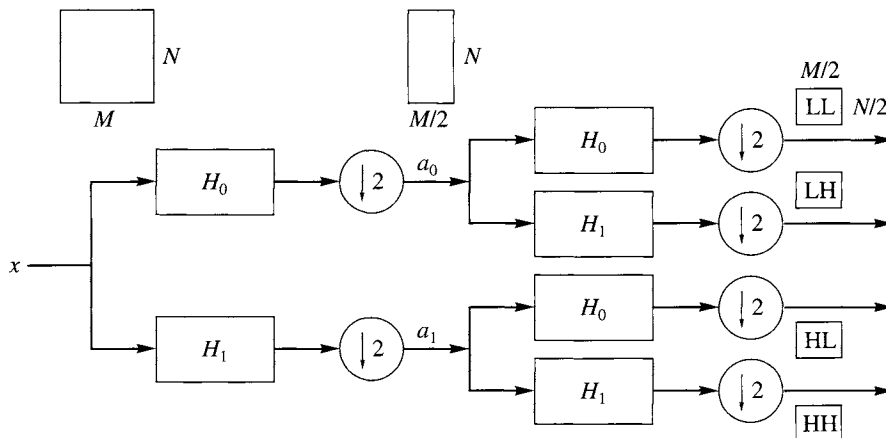 N
M
N
M/2
M/2
LL N/2
H₀ ↓ 2 a₀ H₀ ↓ 2
LH
H₁ ↓ 2
x
H₁ ↓ 2 a₁ H₀ ↓ 2
HL
H₁ ↓ 2
HH